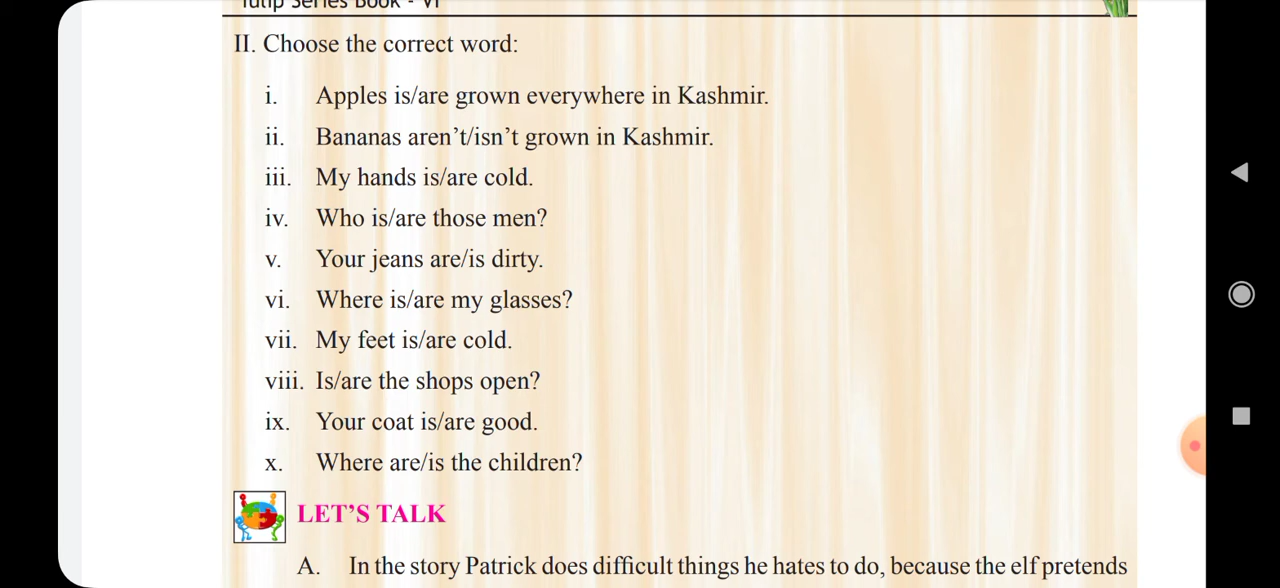 Tulip Series Book - VI
II. Choose the correct word:
i. Apples is/are grown everywhere in Kashmir.
ii. Bananas aren’t/isn’t grown in Kashmir.
iii. My hands is/are cold.
iv. Who is/are those men?
v. Your jeans are/is dirty.
vi. Where is/are my glasses?
vii. My feet is/are cold.
viii. Is/are the shops open?
ix. Your coat is/are good.
x. Where are/is the children?
LET’S TALK
A. In the story Patrick does difficult things he hates to do, because the elf pretends